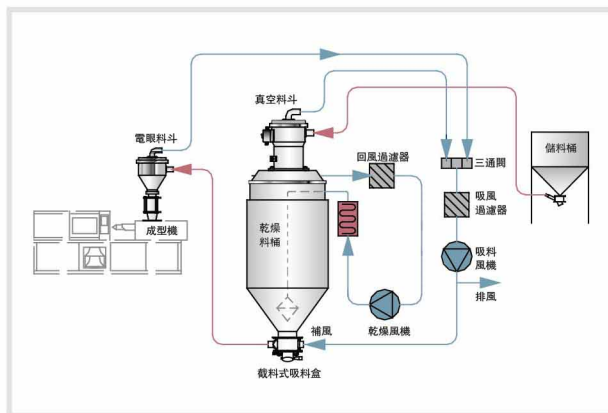 真空料斗
電眼料斗
儲料桶
回風過濾器
三通閥
吸風
過濾器
成型機
乾燥
料桶
吸料
風機
排風
補風
乾燥風機
截料式吸料盒